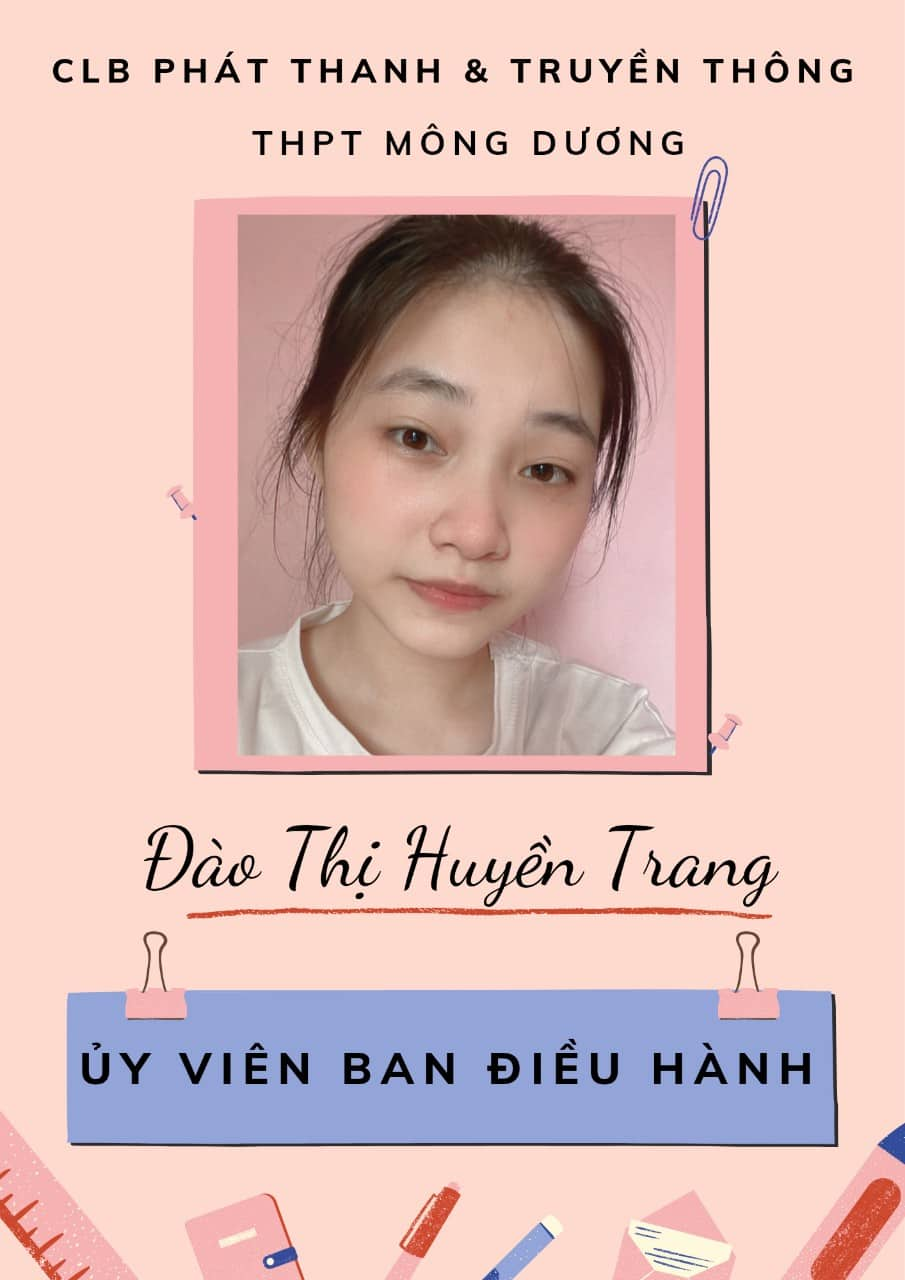 CLB PHÁT THANH & TRUYỀN THÔNG
THPT MÔNG DƯƠNG
Đào Thị Huyền Trang
ỦY VIÊN BAN ĐIỀU HÀNH